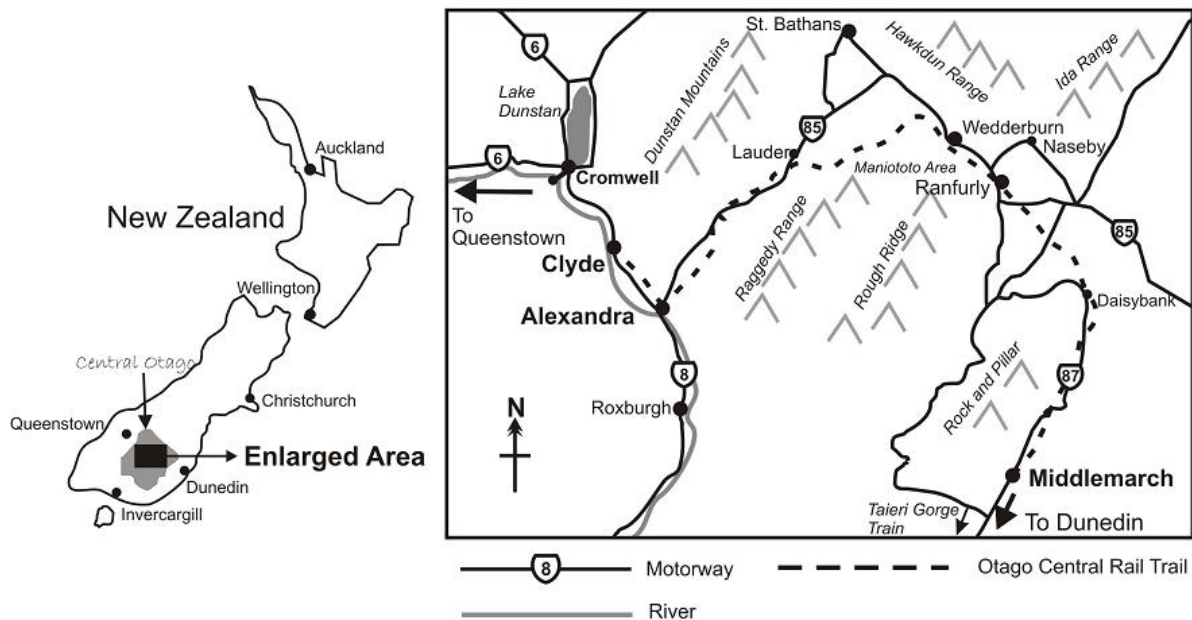 Auckland
New Zealand
Wellington
Central Otago
Christchurch
Queenstown
Enlarged Area
Dunedin
Invercargill
St. Bathans
6
Lake
Dunstan
Dunstan Mountains
Hawkdun Range
Ida Range
85
Wedderburn
Naseby
Lauder
6
Cromwell
Maniototo Area
Ranfurly
To
Queenstown
Clyde
Raggedy Range
Rough Ridge
85
Alexandra
Daisybank
8
87
Rock and Pillar
Roxburgh
N
Middlemarch
Taieri Gorge
Train
To Dunedin
8
Motorway
Otago Central Rail Trail
River